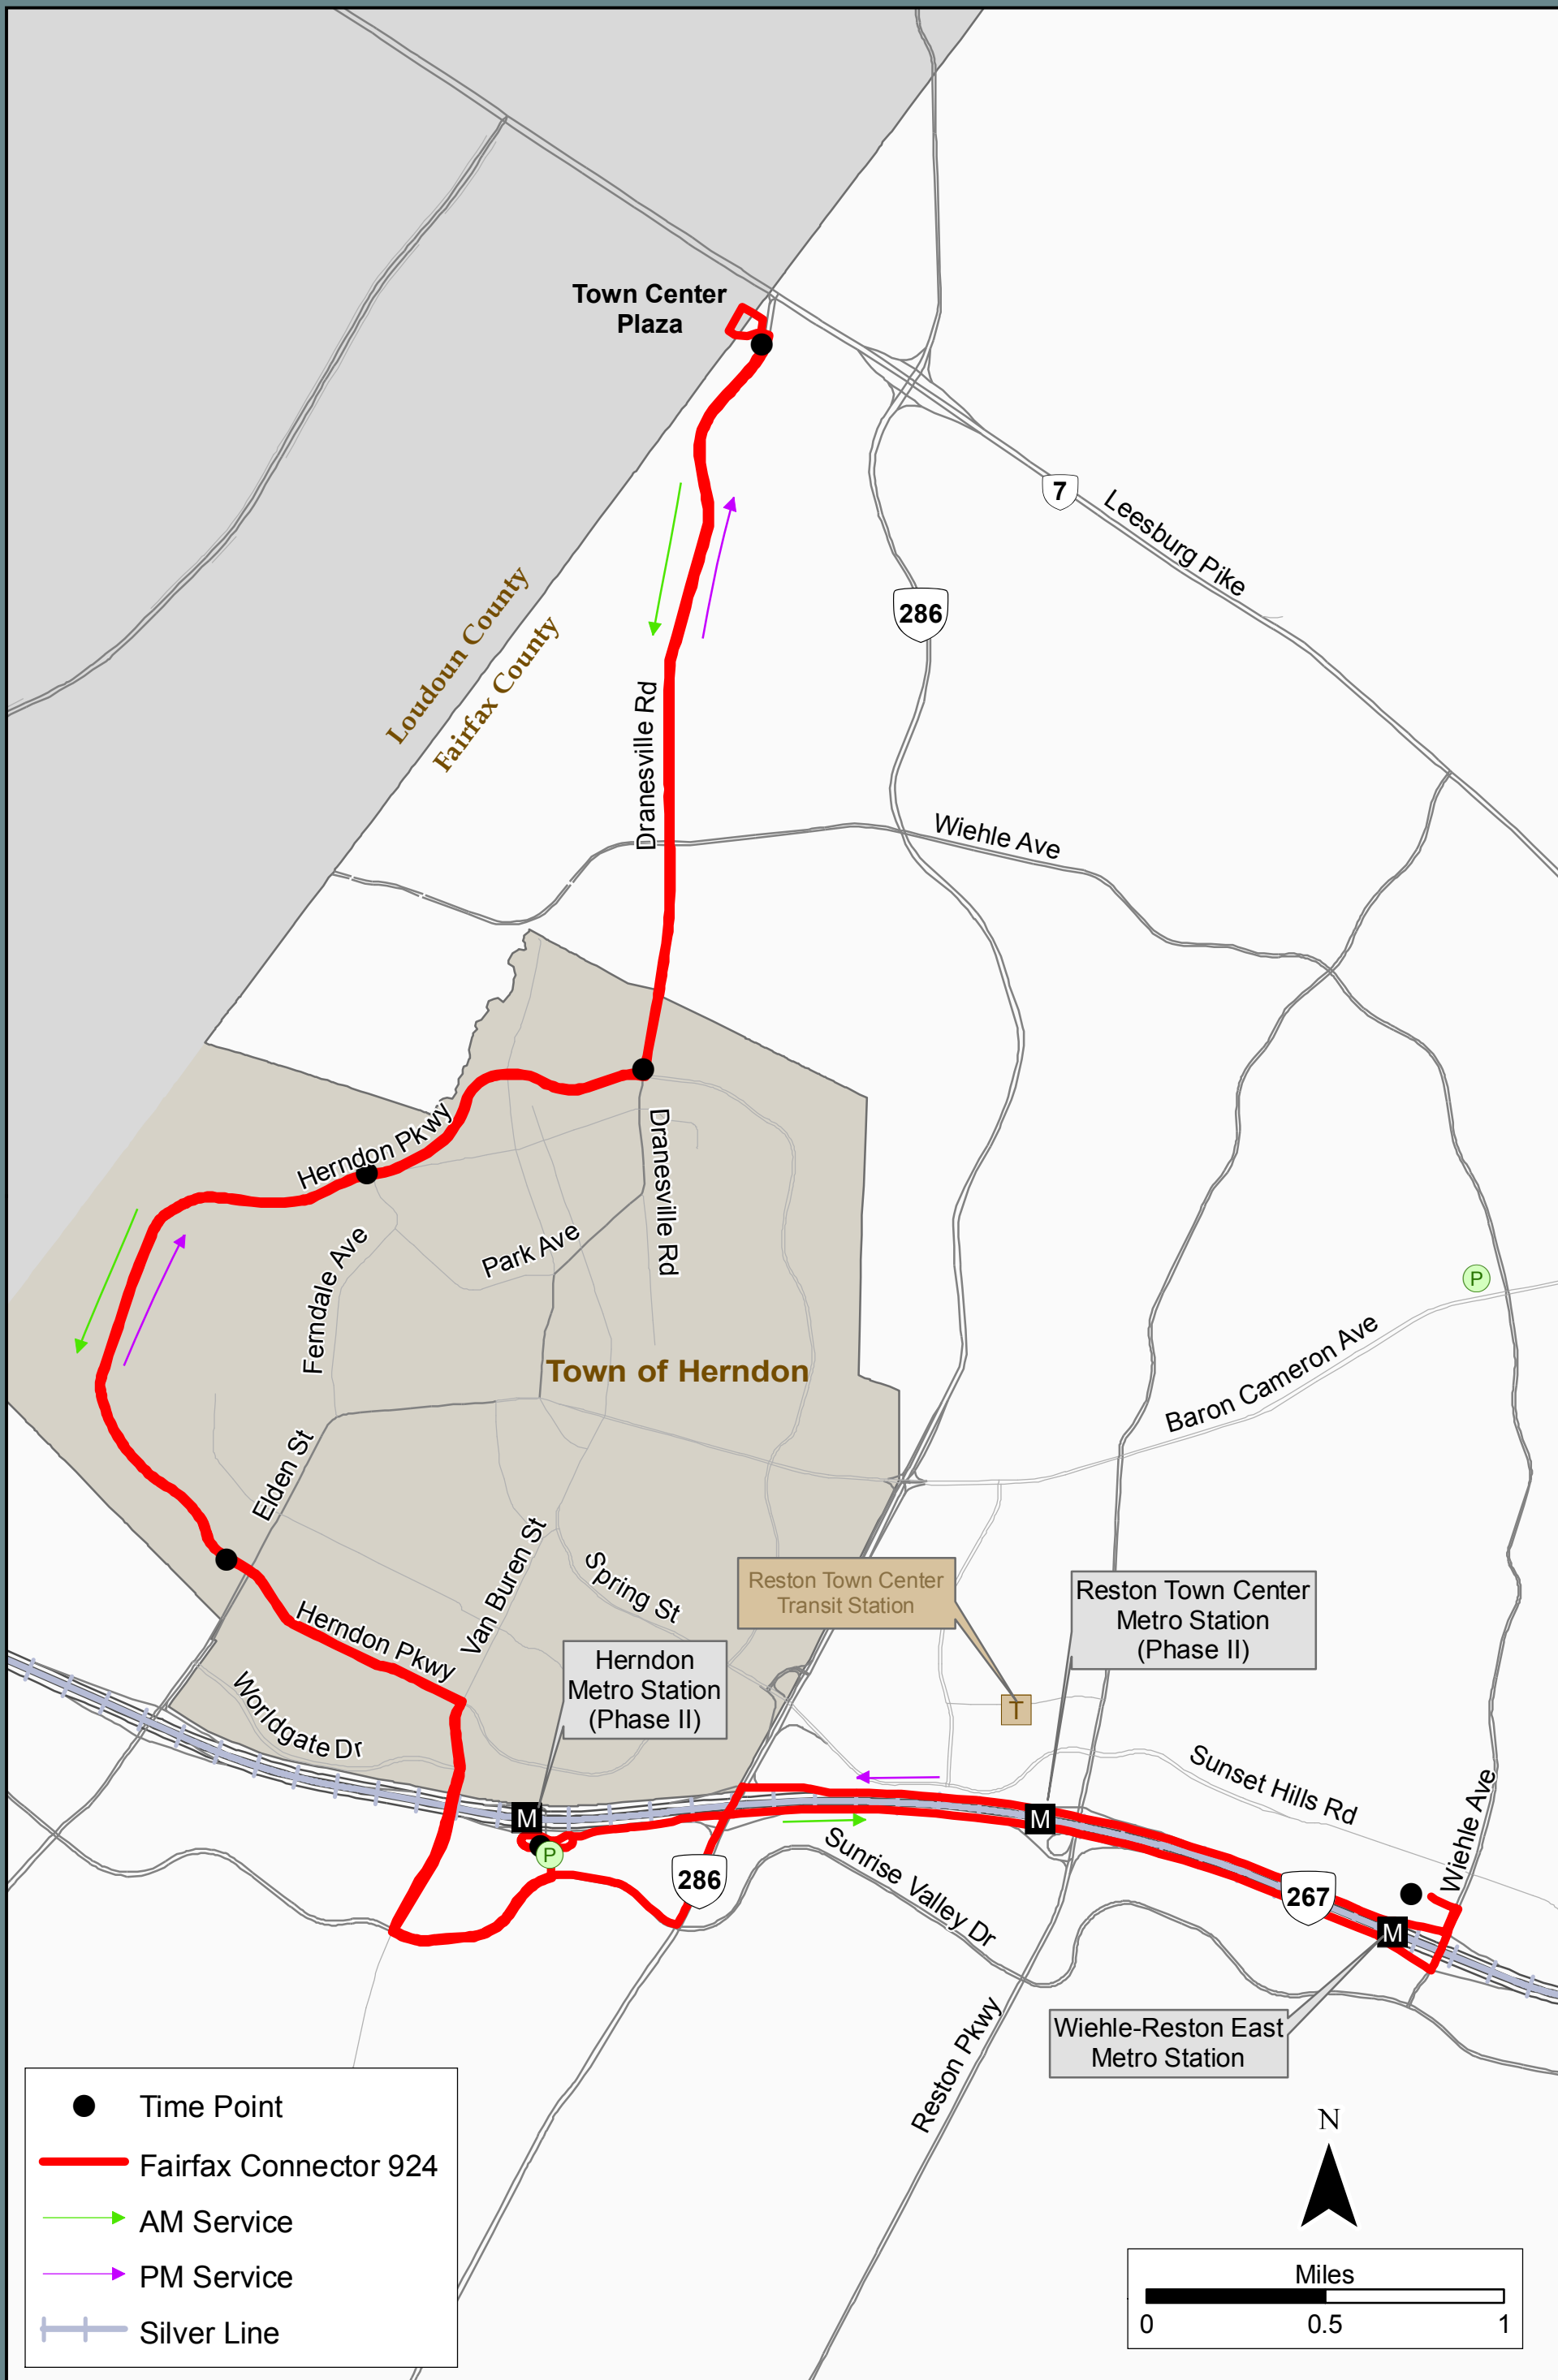 Town Center
Plaza
7
Leesburg Pike
286
Loudoun County
Fairfax County
Dranesville Rd
Wiehle Ave
Herndon Pkwy
Dranesville Rd
Park Ave
Ferndale Ave
P
Baron Cameron Ave
Town of Herndon
Elden St
Van Buren St
Spring St
Reston Town Center
Transit Station
Reston Town Center
Metro Station
(Phase II)
Herndon Pkwy
Herndon
Metro Station
(Phase II)
T
Worldgate Dr
Sunset Hills Rd
Wiehle Ave
M
M
P
286
Sunrise Valley Dr
267
M
Wiehle-Reston East
Metro Station
Reston Pkwy
Time Point
Fairfax Connector 924
AM Service
PM Service
Silver Line
N
Miles
0 0.5 1